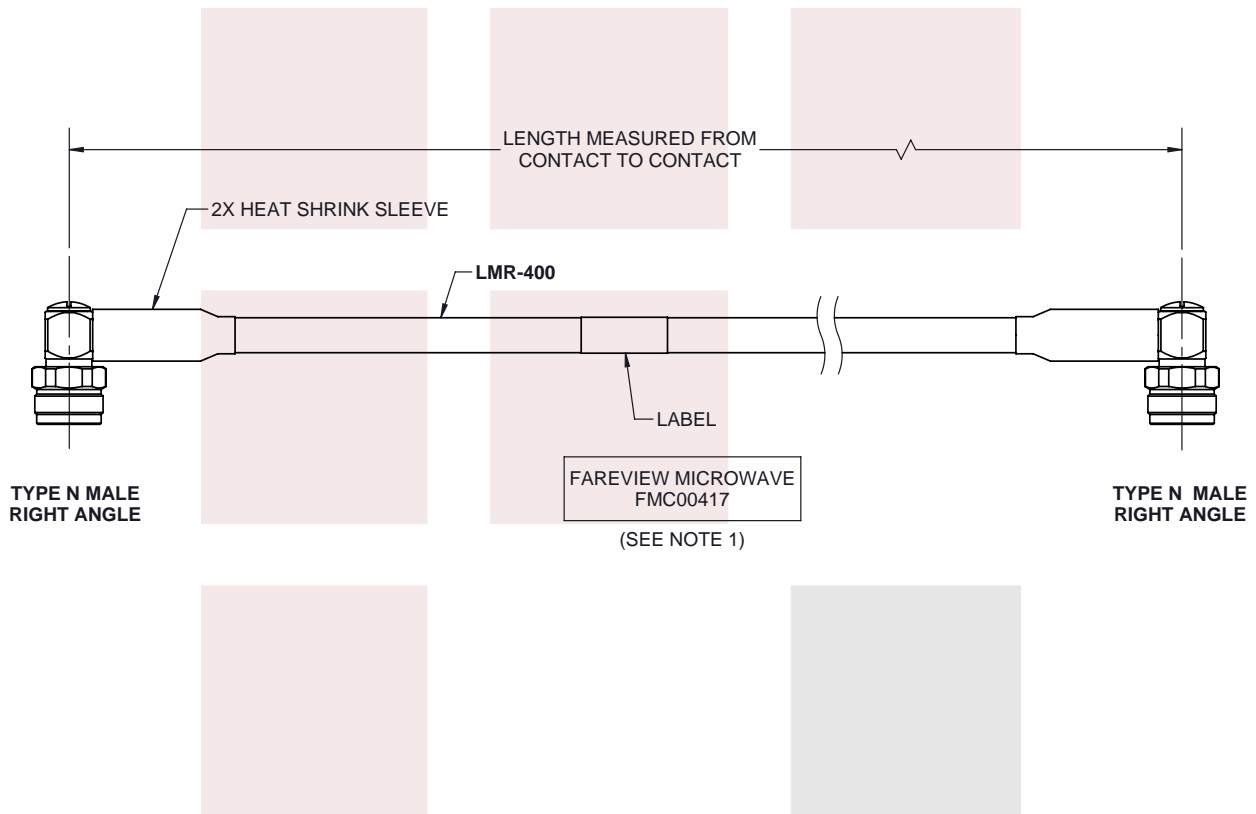 LENGTH MEASURED FROM
CONTACT TO CONTACT
2X HEAT SHRINK SLEEVE
LMR-400
LABEL
FAREVIEW MICROWAVE
FMC00417
(SEE NOTE 1)
TYPE N MALE
RIGHT ANGLE
TYPE N MALE
RIGHT ANGLE